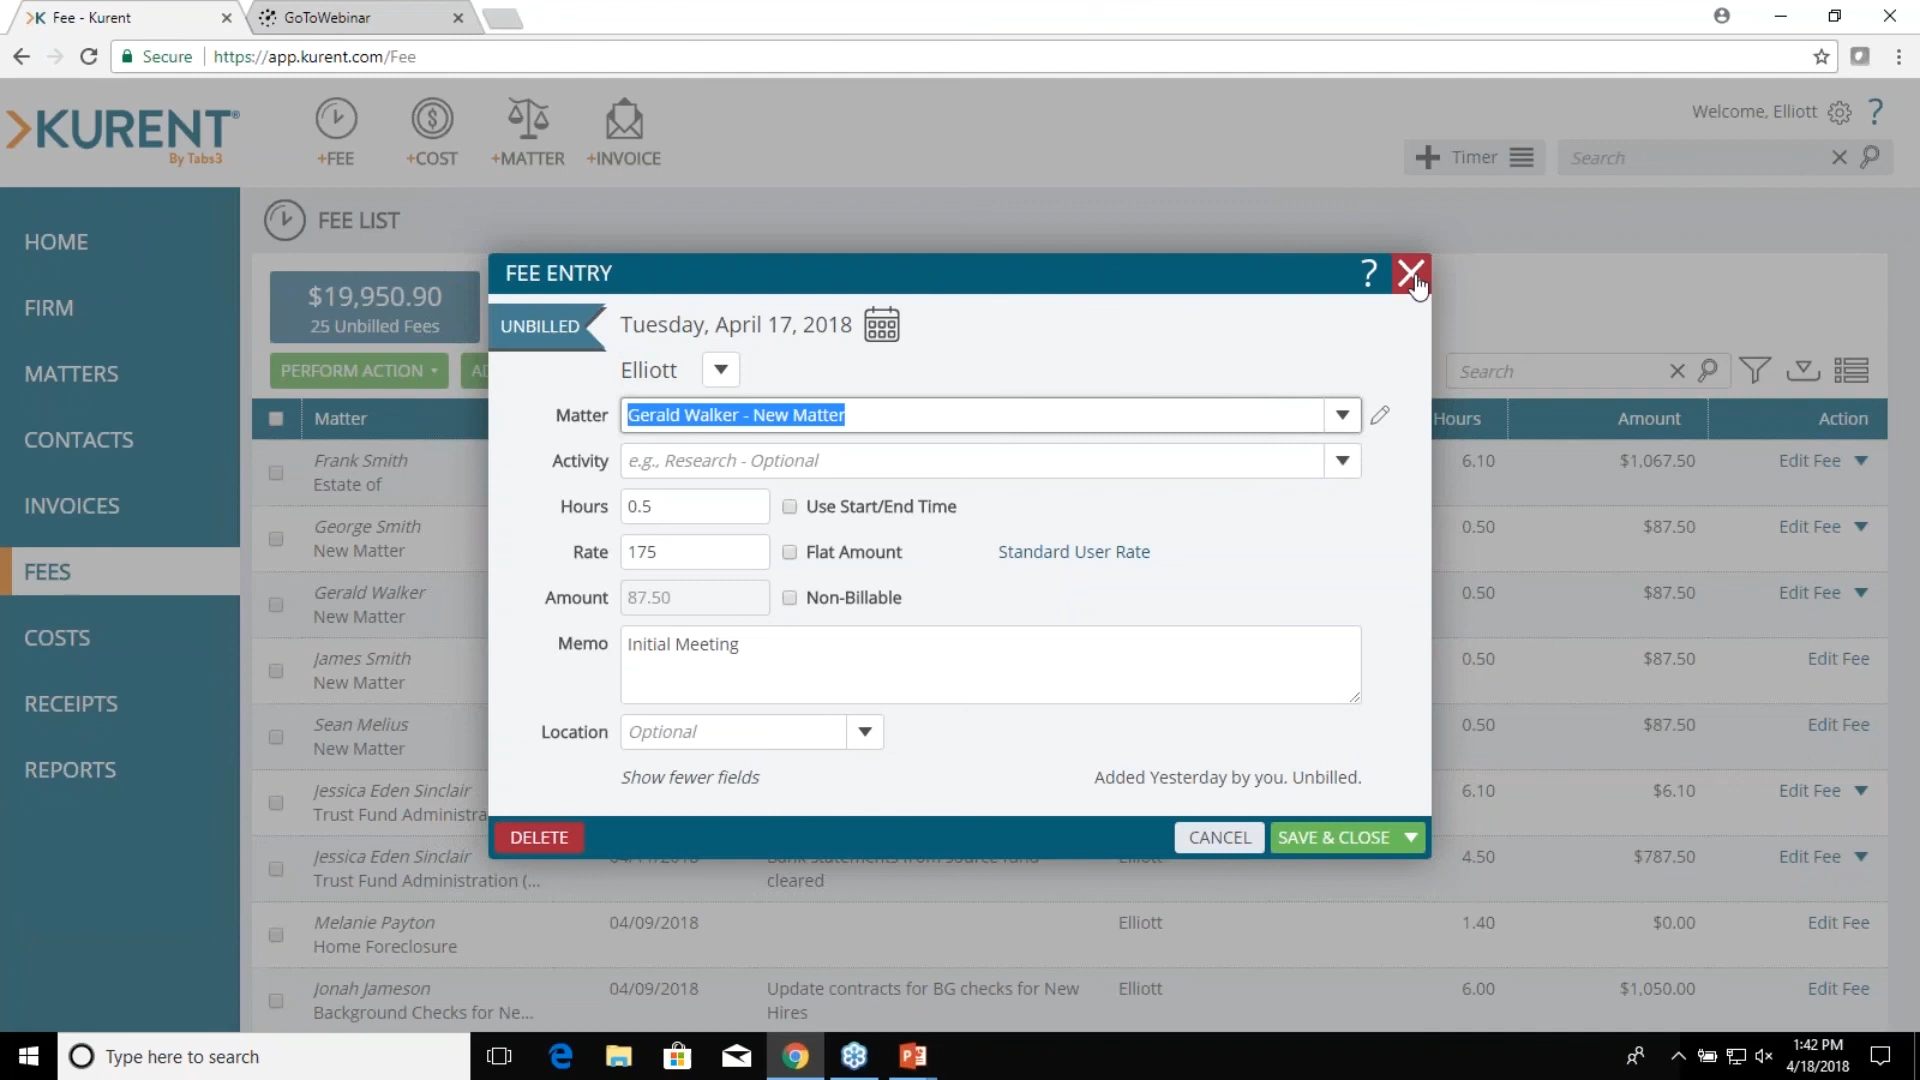 Fee - Kurent
GoToWebinar
Secure https://app.kurent.com/Fee
KURENT®
By Tabs3
+FEE
+COST
+MATTER
+INVOICE
Welcome, Elliott
?
Timer
Search
HOME
FIRM
MATTERS
CONTACTS
INVOICES
FEES
COSTS
RECEIPTS
REPORTS
FEE LIST
$19,950.90
25 Unbilled Fees
PERFORM ACTION
Search
Matter
Hours
Amount
Action
Frank Smith
Estate of
6.10
$1,067.50
Edit Fee
George Smith
New Matter
0.50
$87.50
Edit Fee
Gerald Walker
New Matter
0.50
$87.50
Edit Fee
James Smith
New Matter
0.50
$87.50
Edit Fee
Sean Melius
New Matter
0.50
$87.50
Edit Fee
Jessica Eden Sinclair
Trust Fund Administra
6.10
$6.10
Edit Fee
Jessica Eden Sinclair
Trust Fund Administration (...
cleared
4.50
$787.50
Edit Fee
Melanie Payton
Home Foreclosure
04/09/2018
Elliott
1.40
$0.00
Edit Fee
Jonah Jameson
Background Checks for Ne...
04/09/2018
Update contracts for BG checks for New
Hires
Elliott
6.00
$1,050.00
Edit Fee
FEE ENTRY
?
UNBILLED
Tuesday, April 17, 2018
Elliott
Matter Gerald Walker - New Matter
Activity e.g., Research - Optional
Hours 0.5 Use Start/End Time
Rate 175 Flat Amount Standard User Rate
Amount 87.50 Non-Billable
Memo Initial Meeting
Location Optional
Show fewer fields
Added Yesterday by you. Unbilled.
DELETE
CANCEL
SAVE & CLOSE
Type here to search
1:42 PM
4/18/2018